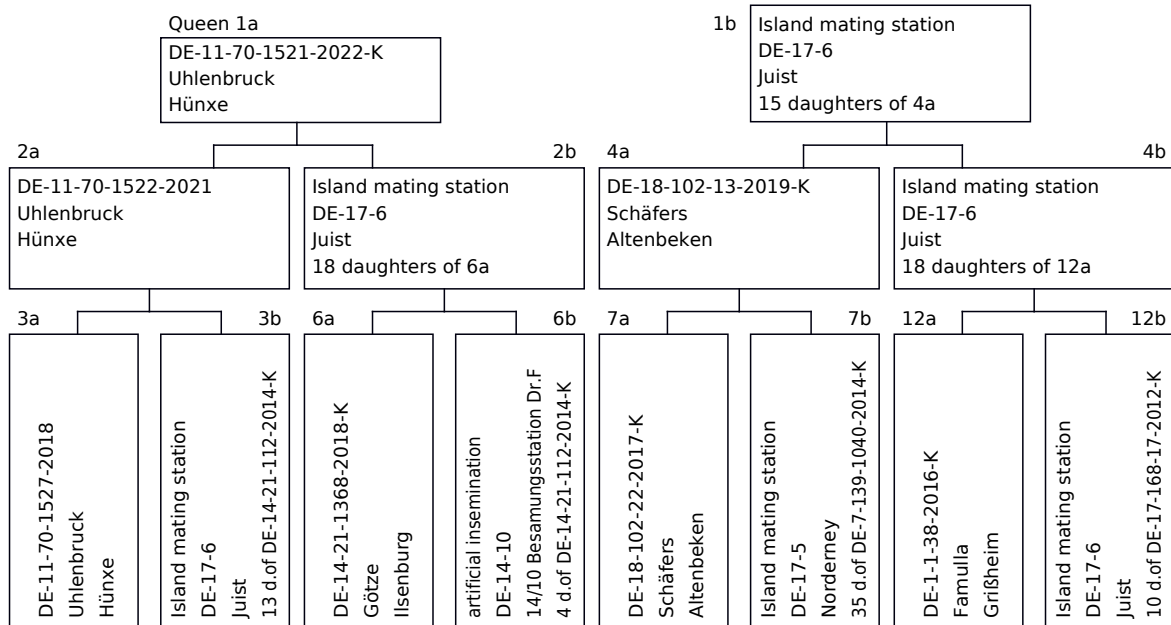 Queen 1a
DE-11-70-1521-2022-K
Uhlenbruck
Hünxe
1b
Island mating station
DE-17-6
Juist
15 daughters of 4a
2a
DE-11-70-1522-2021
Uhlenbruck
Hünxe
2b
Island mating station
DE-17-6
Juist
18 daughters of 6a
4a
DE-18-102-13-2019-K
Schäfers
Altenbeken
4b
Island mating station
DE-17-6
Juist
18 daughters of 12a
3a
DE-11-70-1527-2018
Uhlenbruck
Hünxe
3b
Island mating station
DE-17-6
Juist
13 d.of DE-14-21-112-2014-K
6a
DE-14-21-1368-2018-K
Götze
Ilsenburg
6b
artificial insemination
DE-14-10
14/10 Besamungsstation Dr.F
4 d.of DE-14-21-112-2014-K
7a
DE-18-102-22-2017-K
Schäfers
Altenbeken
7b
Island mating station
DE-17-5
Norderney
35 d.of DE-7-139-1040-2014-K
12a
DE-1-1-38-2016-K
Famulla
Grißheim
12b
Island mating station
DE-17-6
Juist
10 d.of DE-17-168-17-2012-K